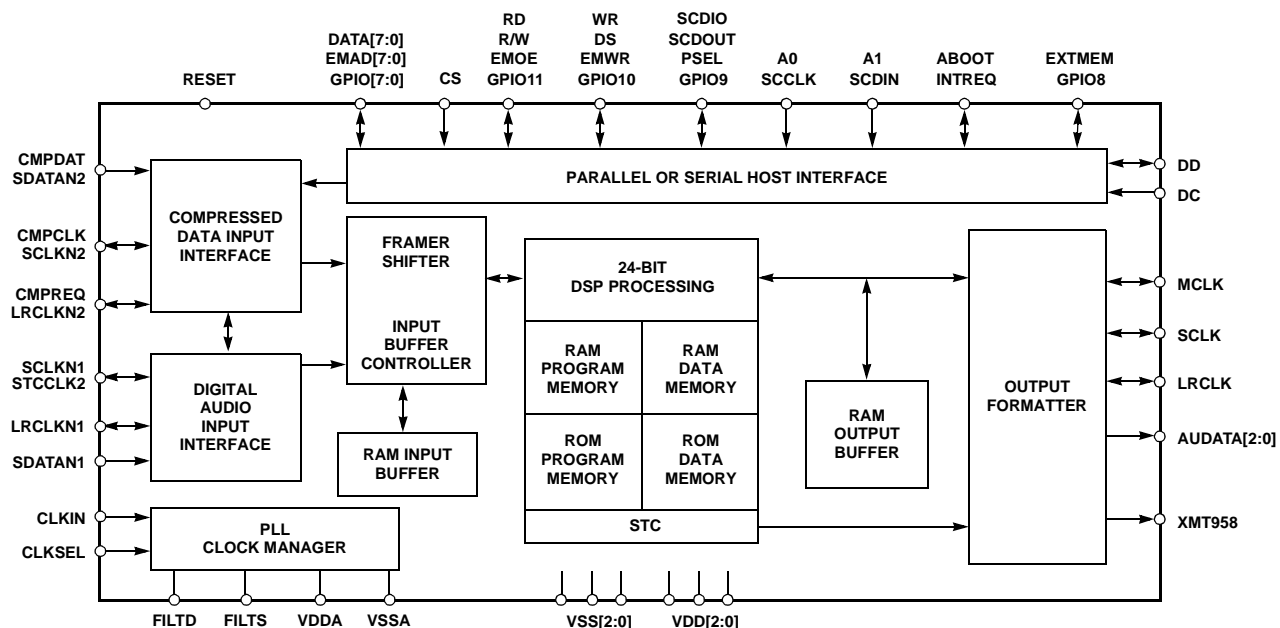 RD
R/W
EMOE
GPIO11
WR
DS
EMWR
GPIO10
SCDIO
SCDOUT
PSEL
GPIO9
DATA[7:0]
EMAD[7:0]
GPIO[7:0]
A0
SCCLK
A1
SCDIN
ABOOT
INTREQ
EXTMEM
GPIO8
RESET
CS
CMPDAT
SDATAN2
PARALLEL OR SERIAL HOST INTERFACE
DD
DC
COMPRESSED
DATA INPUT
INTERFACE
CMPCLK
SCLKN2
CMPREQ
LRCLKN2
FRAMER
SHIFTER
INPUT
BUFFER
CONTROLLER
24-BIT
DSP PROCESSING
RAM
PROGRAM
MEMORY
RAM
DATA
MEMORY
ROM
PROGRAM
MEMORY
ROM
DATA
MEMORY
STC
RAM
OUTPUT
BUFFER
OUTPUT
FORMATTER
MCLK
SCLK
LRCLK
AUDATA[2:0]
XMT958
SCLKN1
STCCLK2
LRCLKN1
SDATAN1
DIGITAL
AUDIO
INPUT
INTERFACE
RAM INPUT
BUFFER
CLKIN
CLKSEL
PLL
CLOCK MANAGER
FILTD
FILTS
VDDA
VSSA
VSS[2:0]
VDD[2:0]